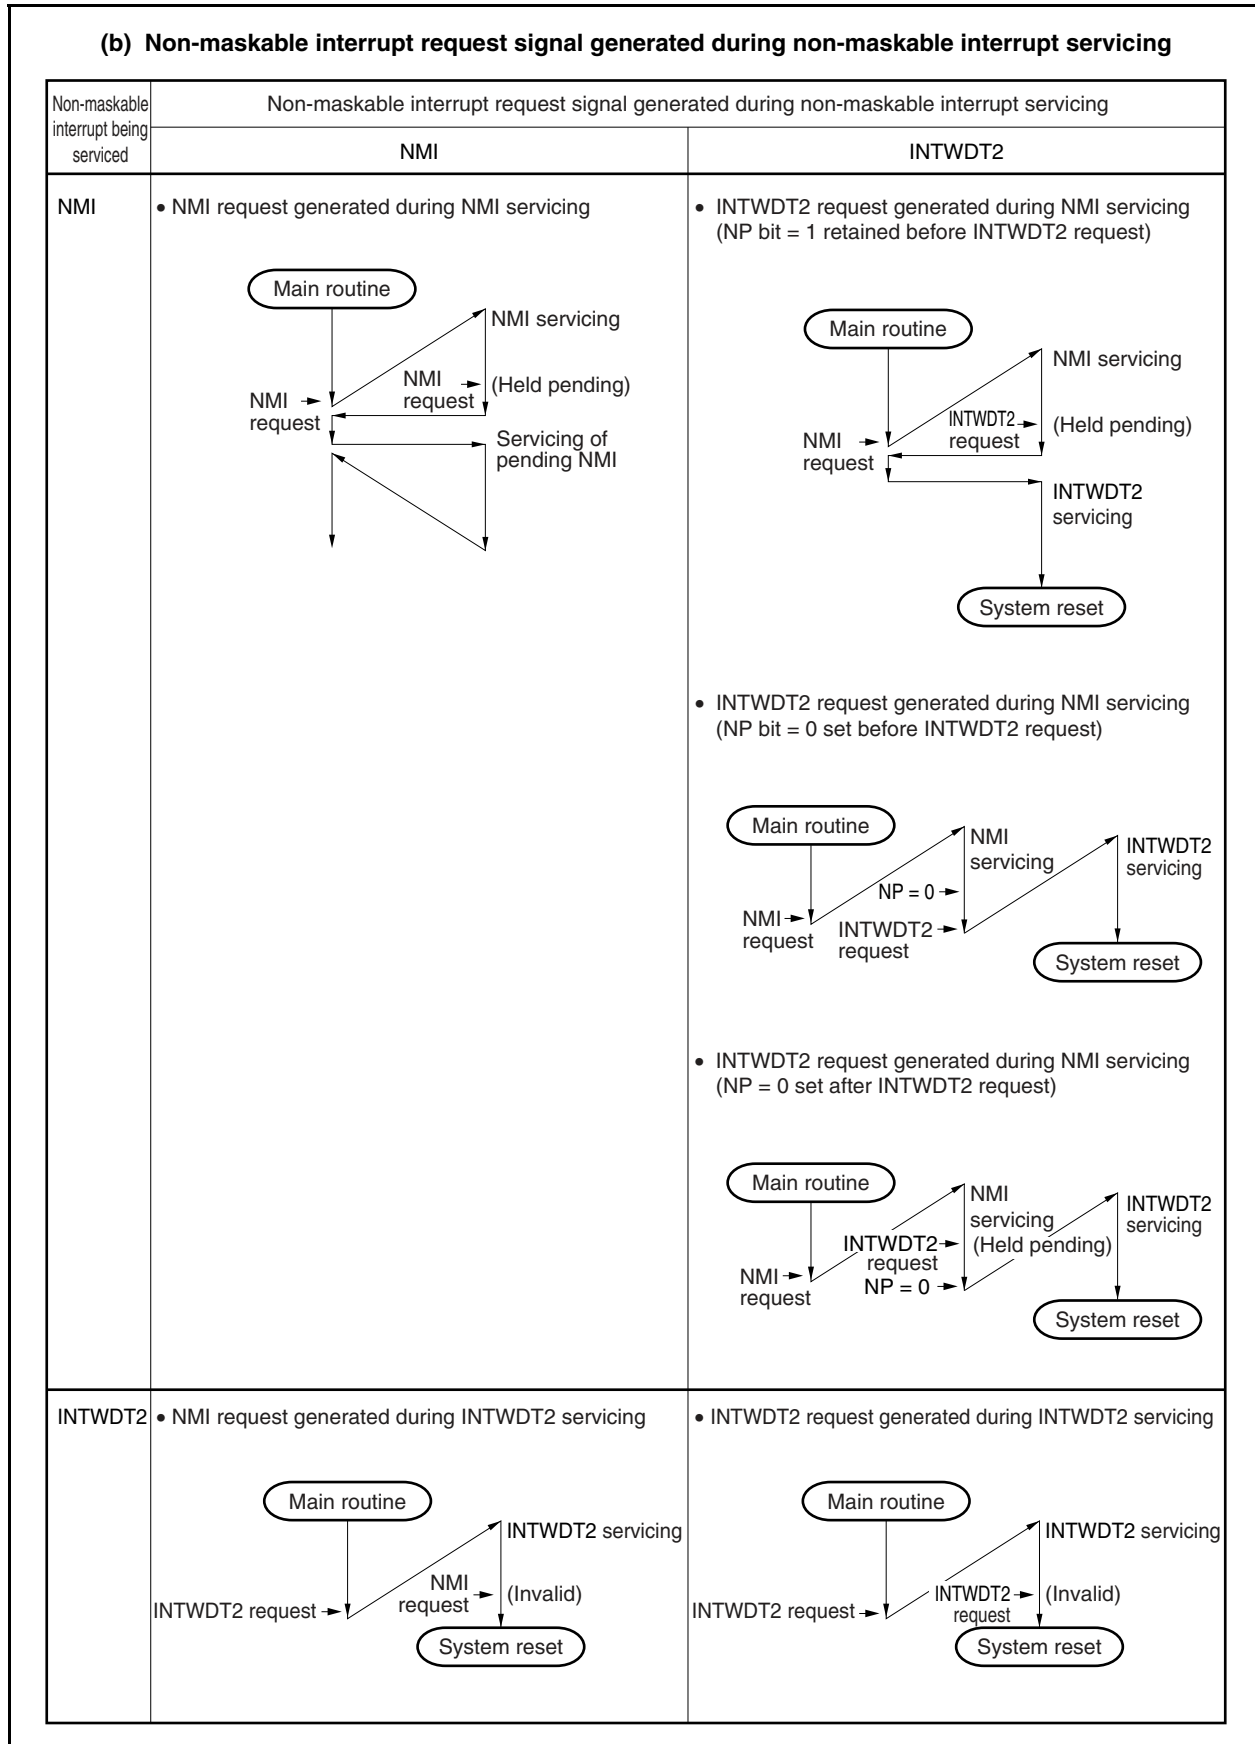 (b) Non-maskable interrupt request signal generated during non-maskable interrupt servicing
Non-maskable
interrupt being
serviced
Non-maskable interrupt request signal generated during non-maskable interrupt servicing
NMI
INTWDT2
NMI
• NMI request generated during NMI servicing
Main routine
NMI servicing
NMI
request
(Held pending)
NMI
request
Servicing of
pending NMI
• INTWDT2 request generated during NMI servicing
(NP bit = 1 retained before INTWDT2 request)
Main routine
NMI servicing
INTWDT2
request
(Held pending)
NMI
request
INTWDT2
servicing
System reset
• INTWDT2 request generated during NMI servicing
(NP bit = 0 set before INTWDT2 request)
Main routine
NMI
servicing
INTWDT2
servicing
NP = 0
NMI
request
INTWDT2
request
System reset
• INTWDT2 request generated during NMI servicing
(NP = 0 set after INTWDT2 request)
Main routine
NMI
servicing
(Held pending)
INTWDT2
servicing
INTWDT2
request
NMI
request
NP = 0
System reset
INTWDT2
• NMI request generated during INTWDT2 servicing
Main routine
INTWDT2 servicing
NMI
request
(Invalid)
INTWDT2 request
System reset
• INTWDT2 request generated during INTWDT2 servicing
Main routine
INTWDT2 servicing
INTWDT2
request
(Invalid)
INTWDT2 request
System reset